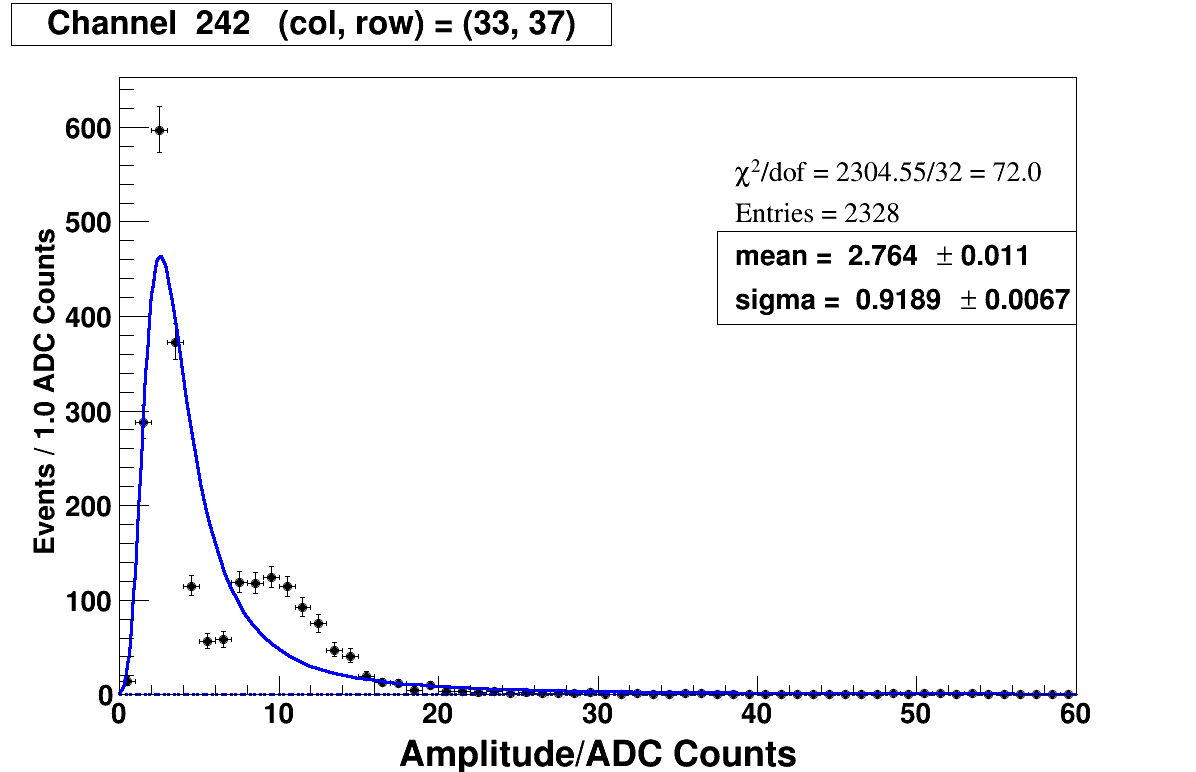 Channel 242 (col, row) = (33, 37)
χ²/dof = 2304.55/32 = 72.0
Entries = 2328
mean = 2.764 ± 0.011
sigma = 0.9189 ± 0.0067
Events / 1.0 ADC Counts
600
500
400
300
200
100
0
0 10 20 30 40 50 60
Amplitude/ADC Counts